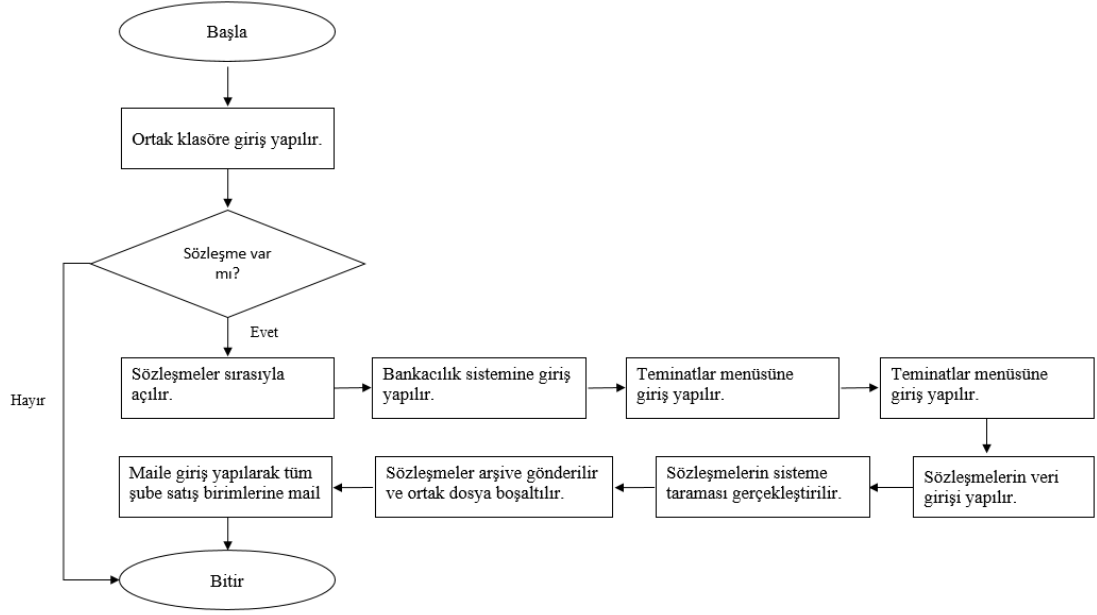 Başla
Ortak klasöre giriş yapılır.
Sözleşme var
mı?
Evet
Hayır
Sözleşmeler sırasıyla
açılır.
Bankacılık sistemine giriş
yapılır.
Teminatlar menüsüne
giriş yapılır.
Teminatlar menüsüne
giriş yapılır.
Sözleşmelerin veri
girişi yapılır.
Sözleşmelerin sisteme
taraması gerçekleştirilir.
Sözleşmeler arşive gönderilir
ve ortak dosya boşaltılır.
Maile giriş yapılarak tüm
şube satış birimlerine mail
Bitir